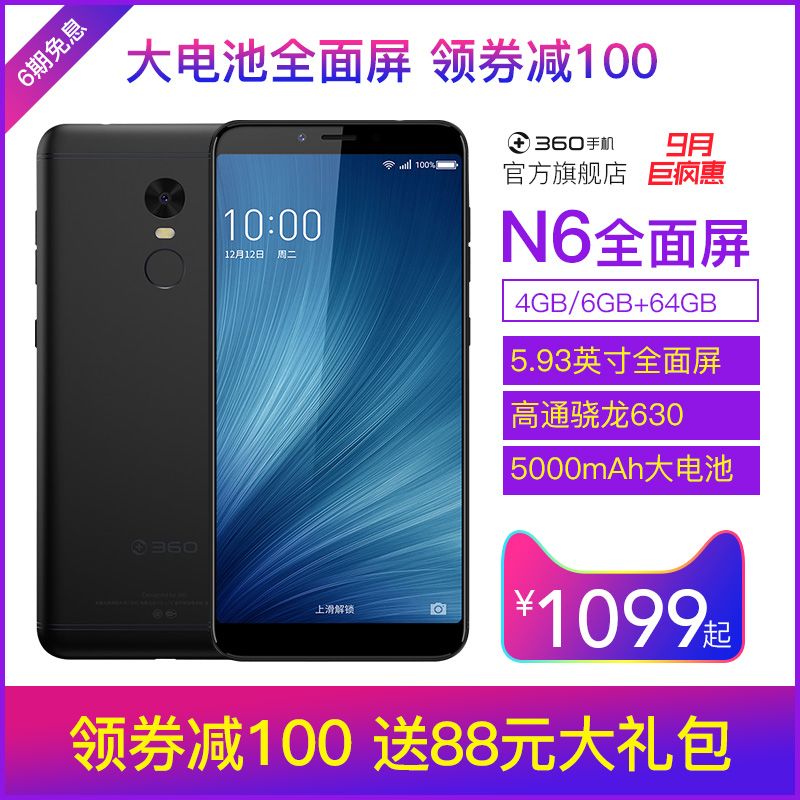 6期免息
大电池全面屏 领券减100
360手机
官方旗舰店
9月
巨疯惠
N6全面屏
4GB/6GB+64GB
5.93英寸全面屏
高通骁龙630
5000mAh大电池
¥1099起
100%
10:00
12月12日 周二
上滑解锁
360
领券减100 送88元大礼包